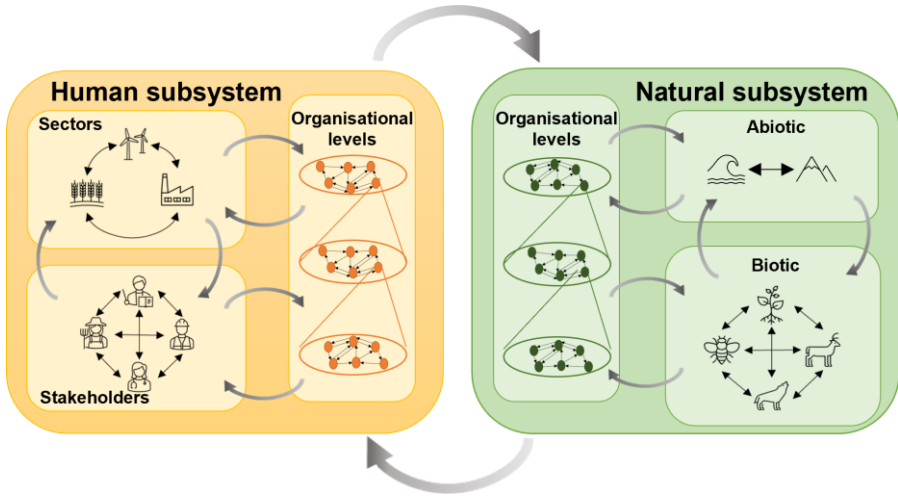 Human subsystem
Sectors
Organisational
levels
Stakeholders
Natural subsystem
Organisational
levels
Abiotic
Biotic